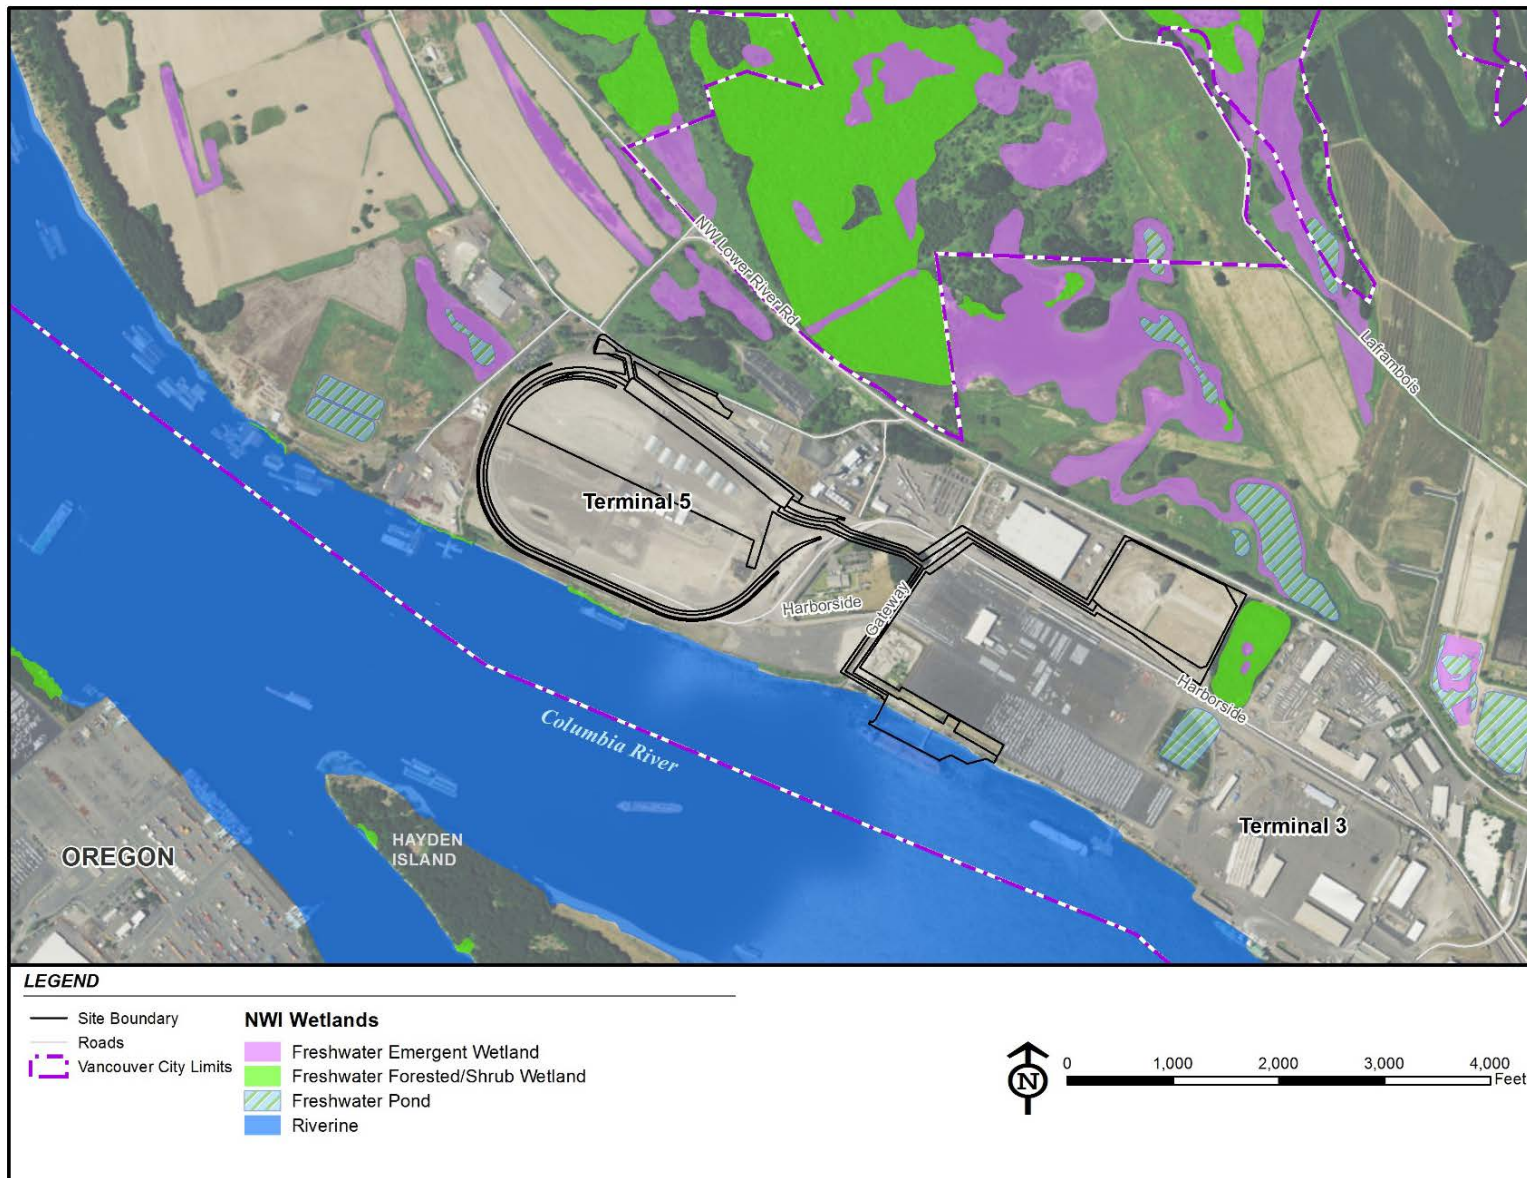 NW Lower River Rd
Laframbois
Terminal 5
Harborside
Gateway
Harborside
Columbia River
HAYDEN
ISLAND
OREGON
Terminal 3
LEGEND
Site Boundary
Roads
Vancouver City Limits
NWI Wetlands
Freshwater Emergent Wetland
Freshwater Forested/Shrub Wetland
Freshwater Pond
Riverine
N
0 1,000 2,000 3,000 4,000
Feet